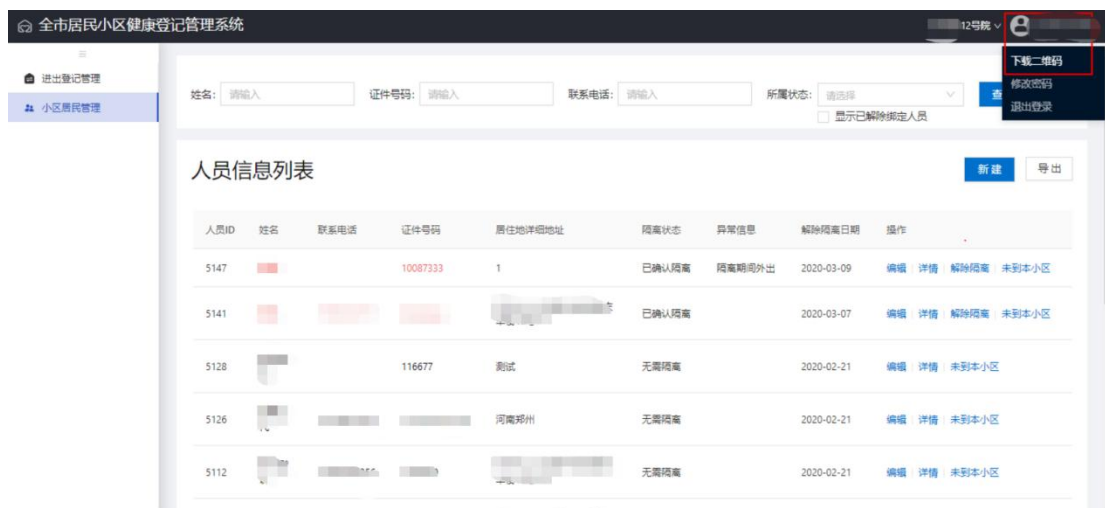 全市居民小区健康登记管理系统
12号院
下载二维码
修改密码
退出登录
进出登记管理
小区居民管理
姓名: 请输入 证件号码: 请输入 联系电话: 请输入 所属状态: 请选择 查
显示已解除绑定人员
人员信息列表
新建 导出
人员ID 姓名 联系电话 证件号码 居住地详细地址 隔离状态 异常信息 解除隔离日期 操作
5147 10087333 1 已确认隔离 隔离期间外出 2020-03-09 编辑 详情 解除隔离 未到本小区
5141 已确认隔离 2020-03-07 编辑 详情 解除隔离 未到本小区
5128 116677 测试 无需隔离 2020-02-21 编辑 详情 未到本小区
5126 河南郑州 无需隔离 2020-02-21 编辑 详情 未到本小区
5112 无需隔离 2020-02-21 编辑 详情 未到本小区